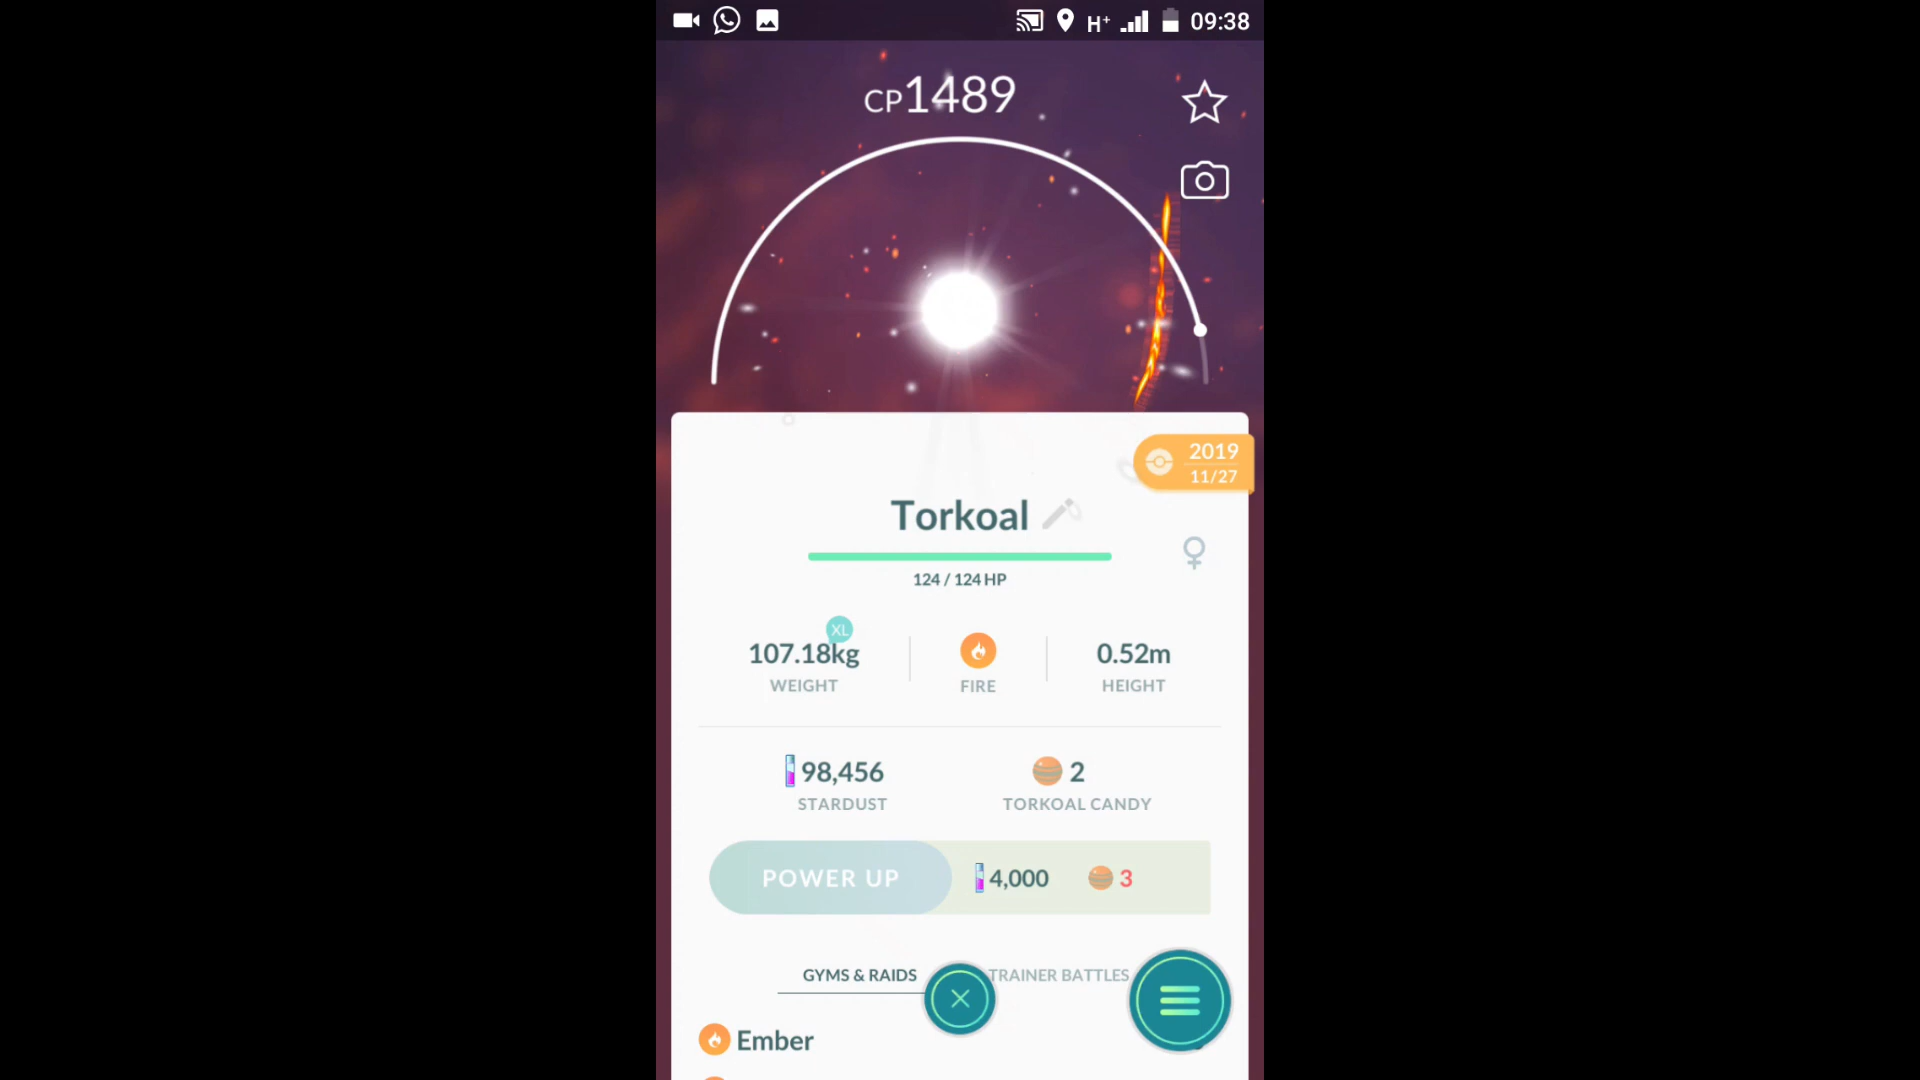 H+ 09:38
CP1489
2019
11/27
Torkoal
124 / 124 HP
XL
107.18kg
WEIGHT
FIRE
0.52m
HEIGHT
98,456
STARDUST
2
TORKOAL CANDY
POWER UP
4,000
3
GYMS & RAIDS
TRAINER BATTLES
Ember